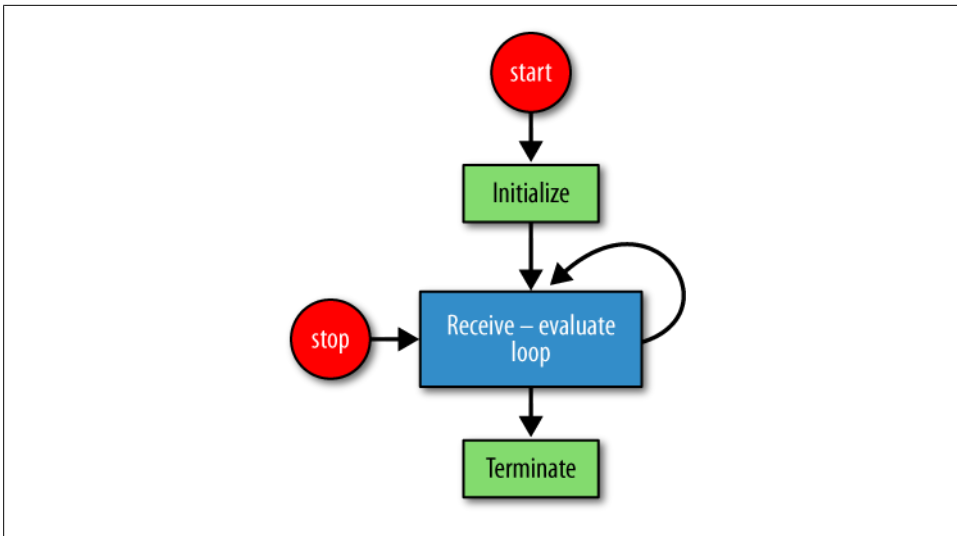 start
Initialize
Receive – evaluate
loop
stop
Terminate